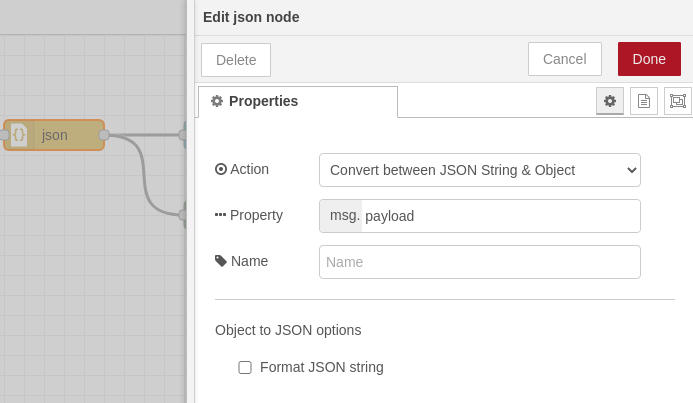 Edit json node
Delete
Cancel
Done
Properties
{} json
Action
Convert between JSON String & Object
Property
msg. payload
Name
Name
Object to JSON options
Format JSON string